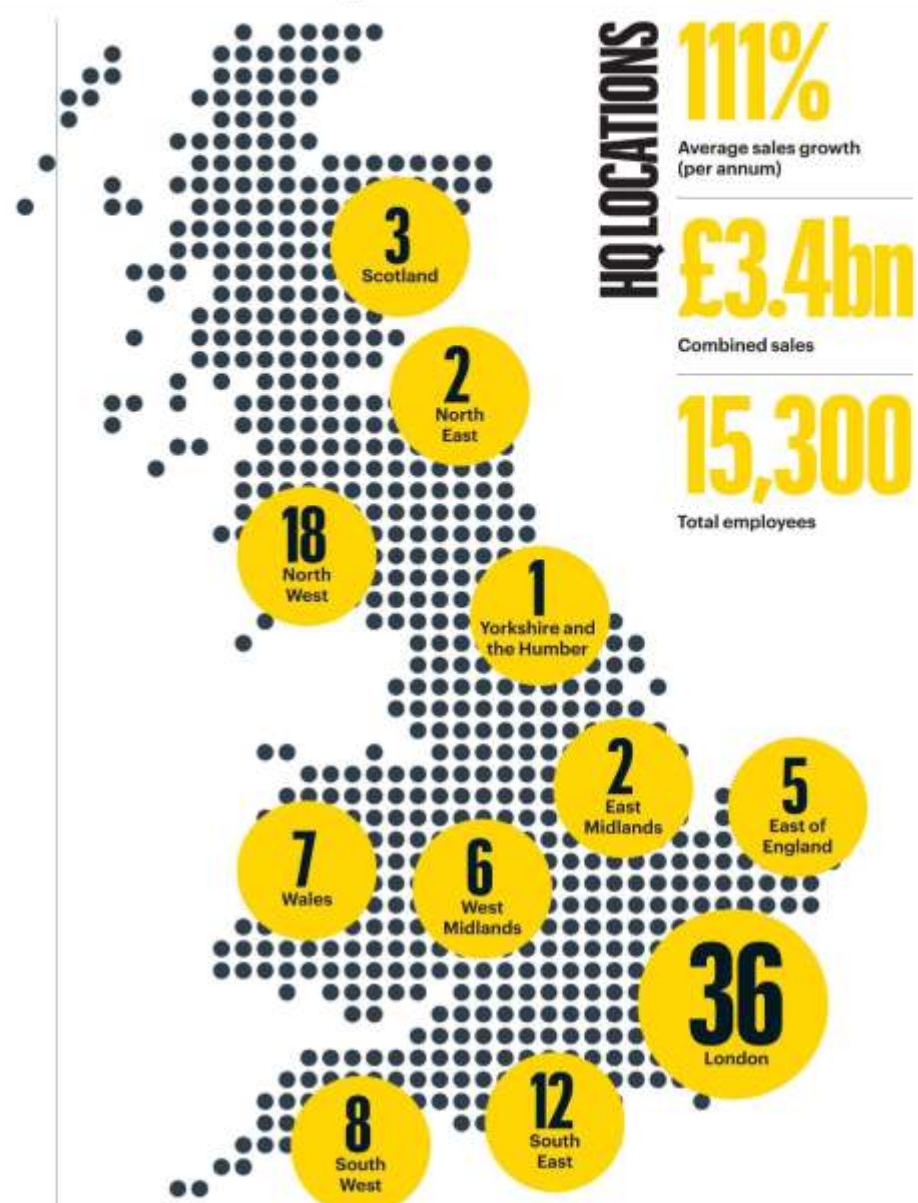 HQ LOCATIONS
111%
Average sales growth
(per annum)
£3.4bn
Combined sales
15,300
Total employees
3
Scotland
2
North
East
18
North
West
1
Yorkshire and
the Humber
2
East
Midlands
5
East of
England
7
Wales
6
West
Midlands
36
London
8
South
West
12
South
East